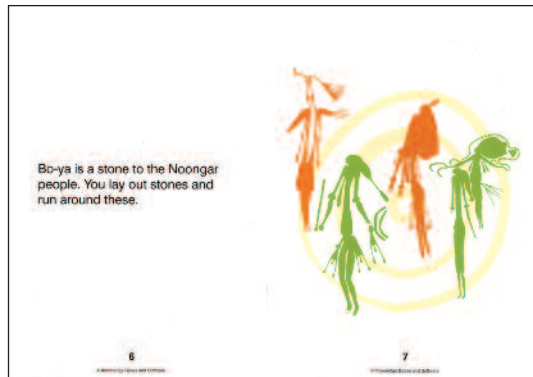 Bo-ya is a stone to the Noongar
people. You lay out stones and
run around these.
6
7